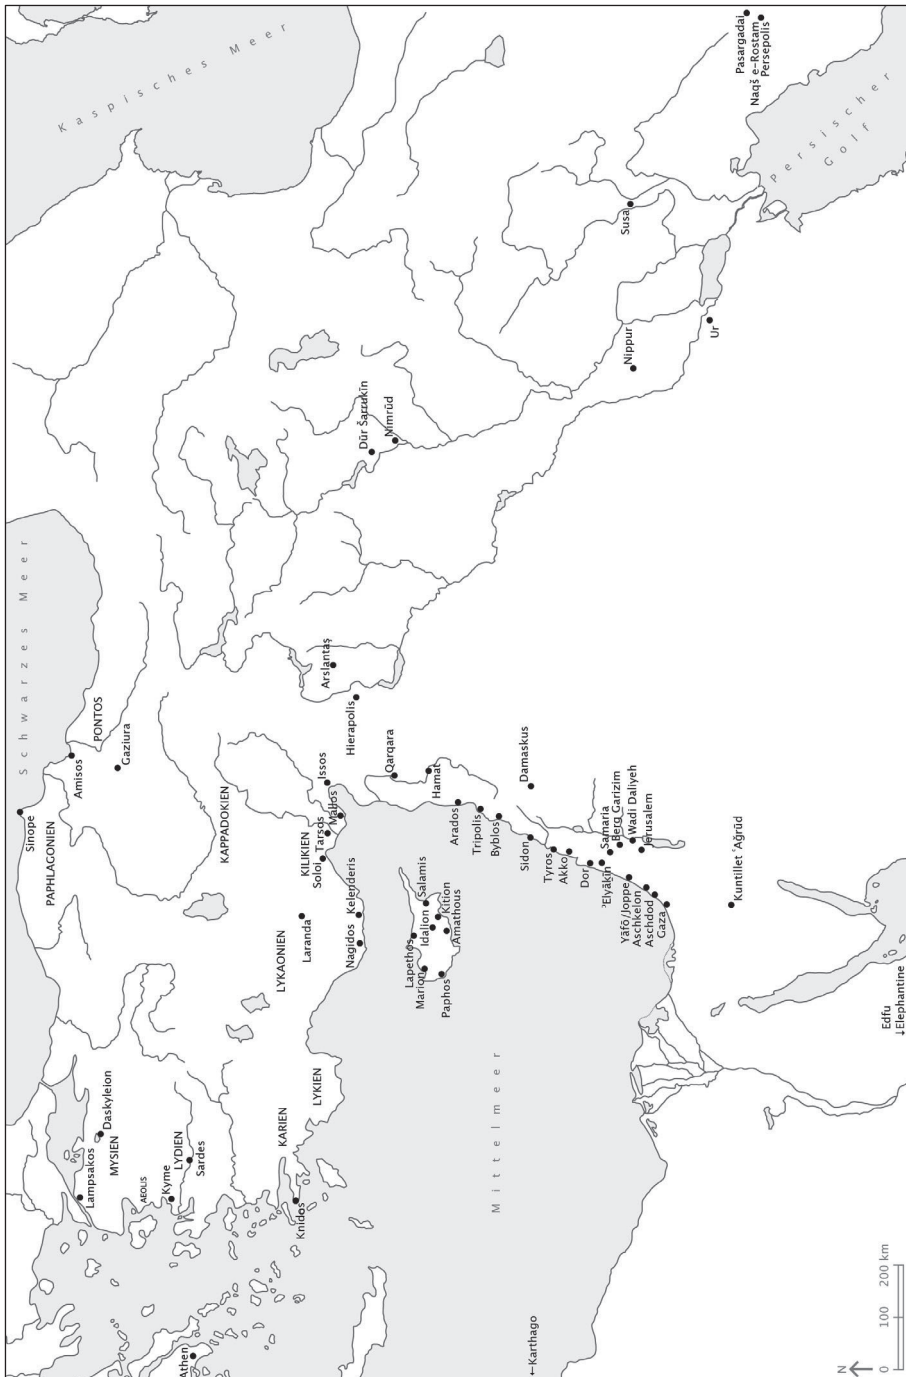 Schwarzes Meer
Kaspisches Meer
Sinope
PAPHLAGONIEN
Amisos
PONTOS
Gaziura
Lampsakos
Daskyleion
MYSIEN
AEOLIS
Kyme
LYDIEN
Sardes
Athen
KAPPADOKIEN
LYKAONIEN
Laranda
KARIEN
Knidos
LYKIEN
KILIKIEN
Soloi
Tarsos
Mallos
Issos
Nagidos
Kelenderis
Arslantaş
Hierapolis
Dūr Šarrukīn
Nimrūd
Qarqara
Hamat
Lapethos
Marion
Salamis
Idalion
Kition
Amathous
Paphos
Arados
Tripolis
Byblos
Mittelmeer
Sidon
Damaskus
←Karthago
Tyros
Akko
Dor
ʾElyākīn
Samaria
Berg Garizim
Wadi Daliyeh
Jerusalem
Yāfō/Joppe
Aschkelon
Aschdod
Gaza
Nippur
Susa
Ur
Kuntillet ʿAǧrūd
Pasargadai
Naqš e-Rostam
Persepolis
Persischer
Golf
Edfu
↓Elephantine
N
0 100 200 km